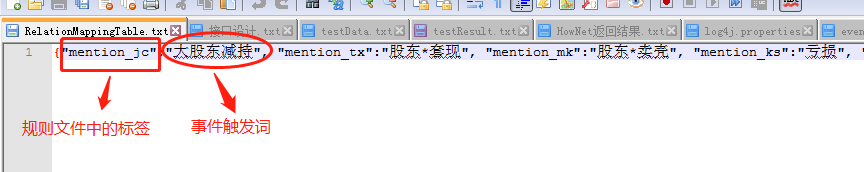 RelationMappingTable.txt 接口设计.txt testData.txt testResult.txt HowNet返回结果.txt log4j.properties even
1 {"mention_jc":"大股东减持", "mention_tx":"股东*套现", "mention_mk":"股东*卖壳", "mention_ks":"亏损", "
规则文件中的标签 事件触发词